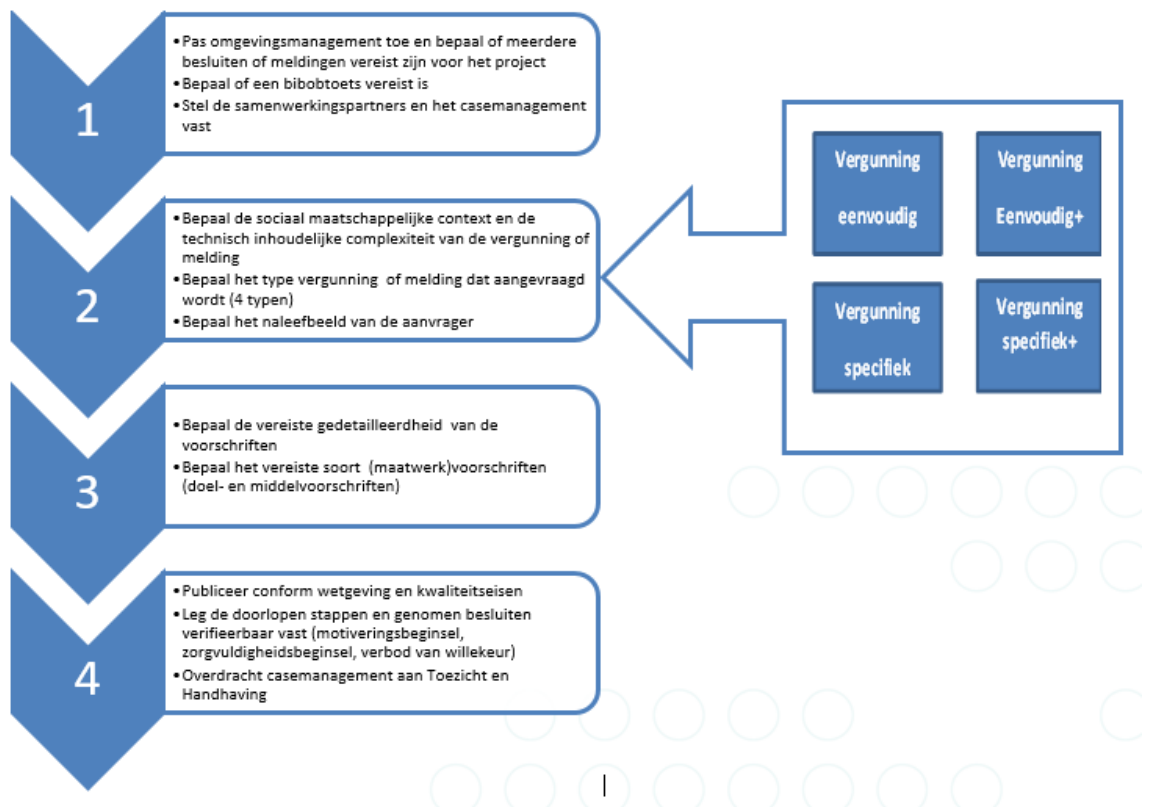 1
•Pas omgevingsmanagement toe en bepaal of meerdere
besluiten of meldingen vereist zijn voor het project
•Bepaal of een bibobtoets vereist is
•Stel de samenwerkingspartners en het casemanagement
vast
2
•Bepaal de sociaal maatschappelijke context en de
technisch inhoudelijke complexiteit van de vergunning of
melding
•Bepaal het type vergunning of melding dat aangevraagd
wordt (4 typen)
•Bepaal het naleefbeeld van de aanvrager
Vergunning
eenvoudig
Vergunning
Eenvoudig+
Vergunning
specifiek
Vergunning
specifiek+
3
•Bepaal de vereiste gedetailleerdheid van de
voorschriften
•Bepaal het vereiste soort (maatwerk)voorschriften
(doel- en middelvoorschriften)
4
•Publiceer conform wetgeving en kwaliteitseisen
•Leg de doorlopen stappen en genomen besluiten
verifieerbaar vast (motiveringsbeginsel,
zorgvuldigheidsbeginsel, verbod van willekeur)
•Overdracht casemanagement aan Toezicht en
Handhaving